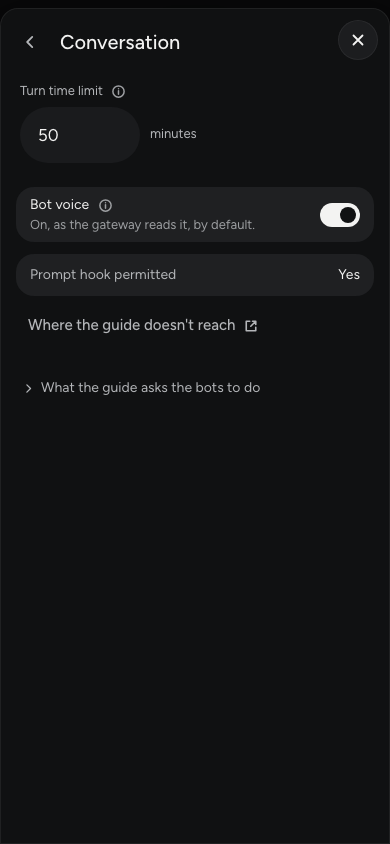 Conversation
Turn time limit
50 minutes
Bot voice
On, as the gateway reads it, by default.
Prompt hook permitted Yes
Where the guide doesn't reach
What the guide asks the bots to do